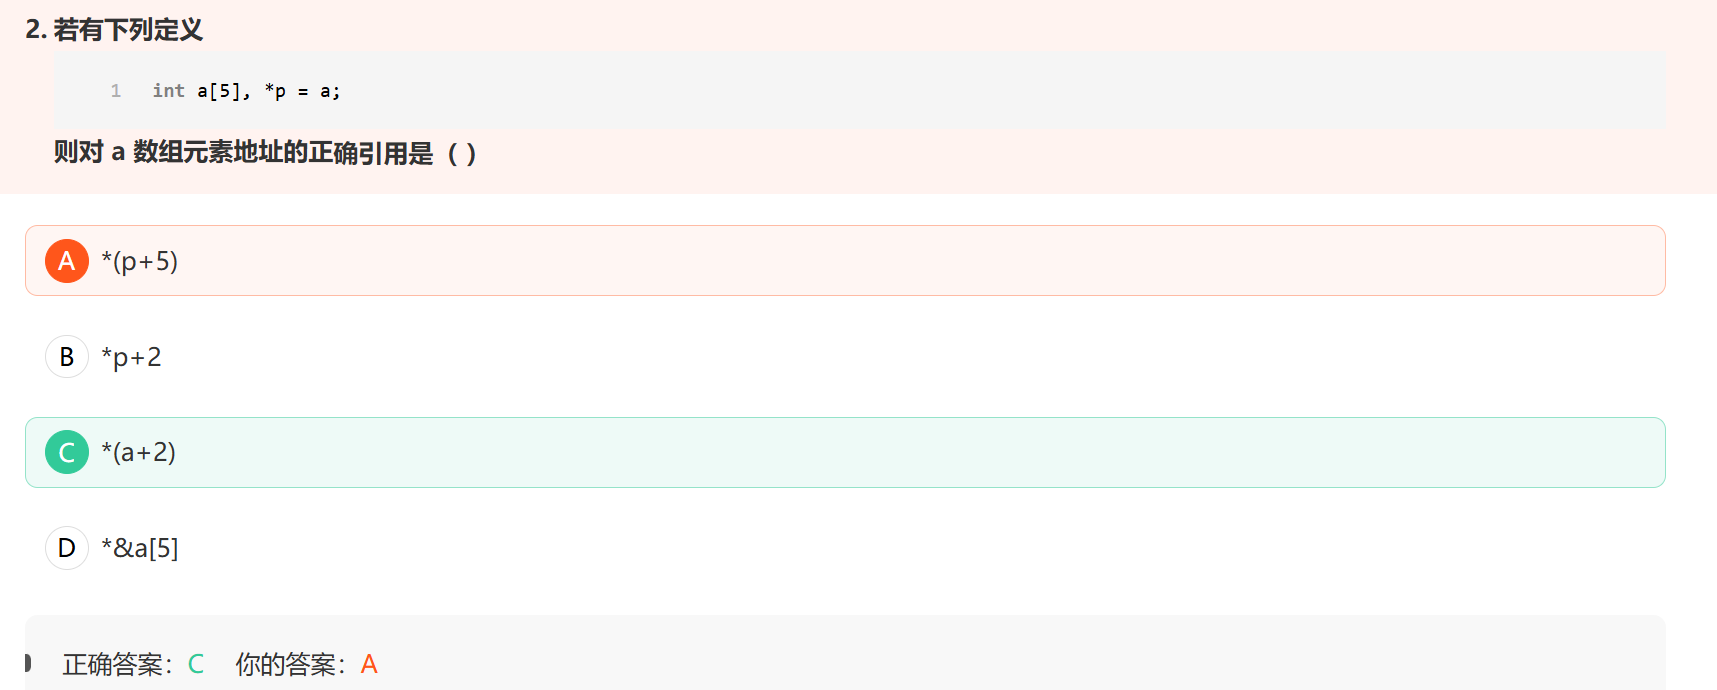 2. 若有下列定义
1 int a[5], *p = a;
则对 a 数组元素地址的正确引用是（ ）
A *(p+5)
B *p+2
C *(a+2)
D *&a[5]
正确答案：C 你的答案：A